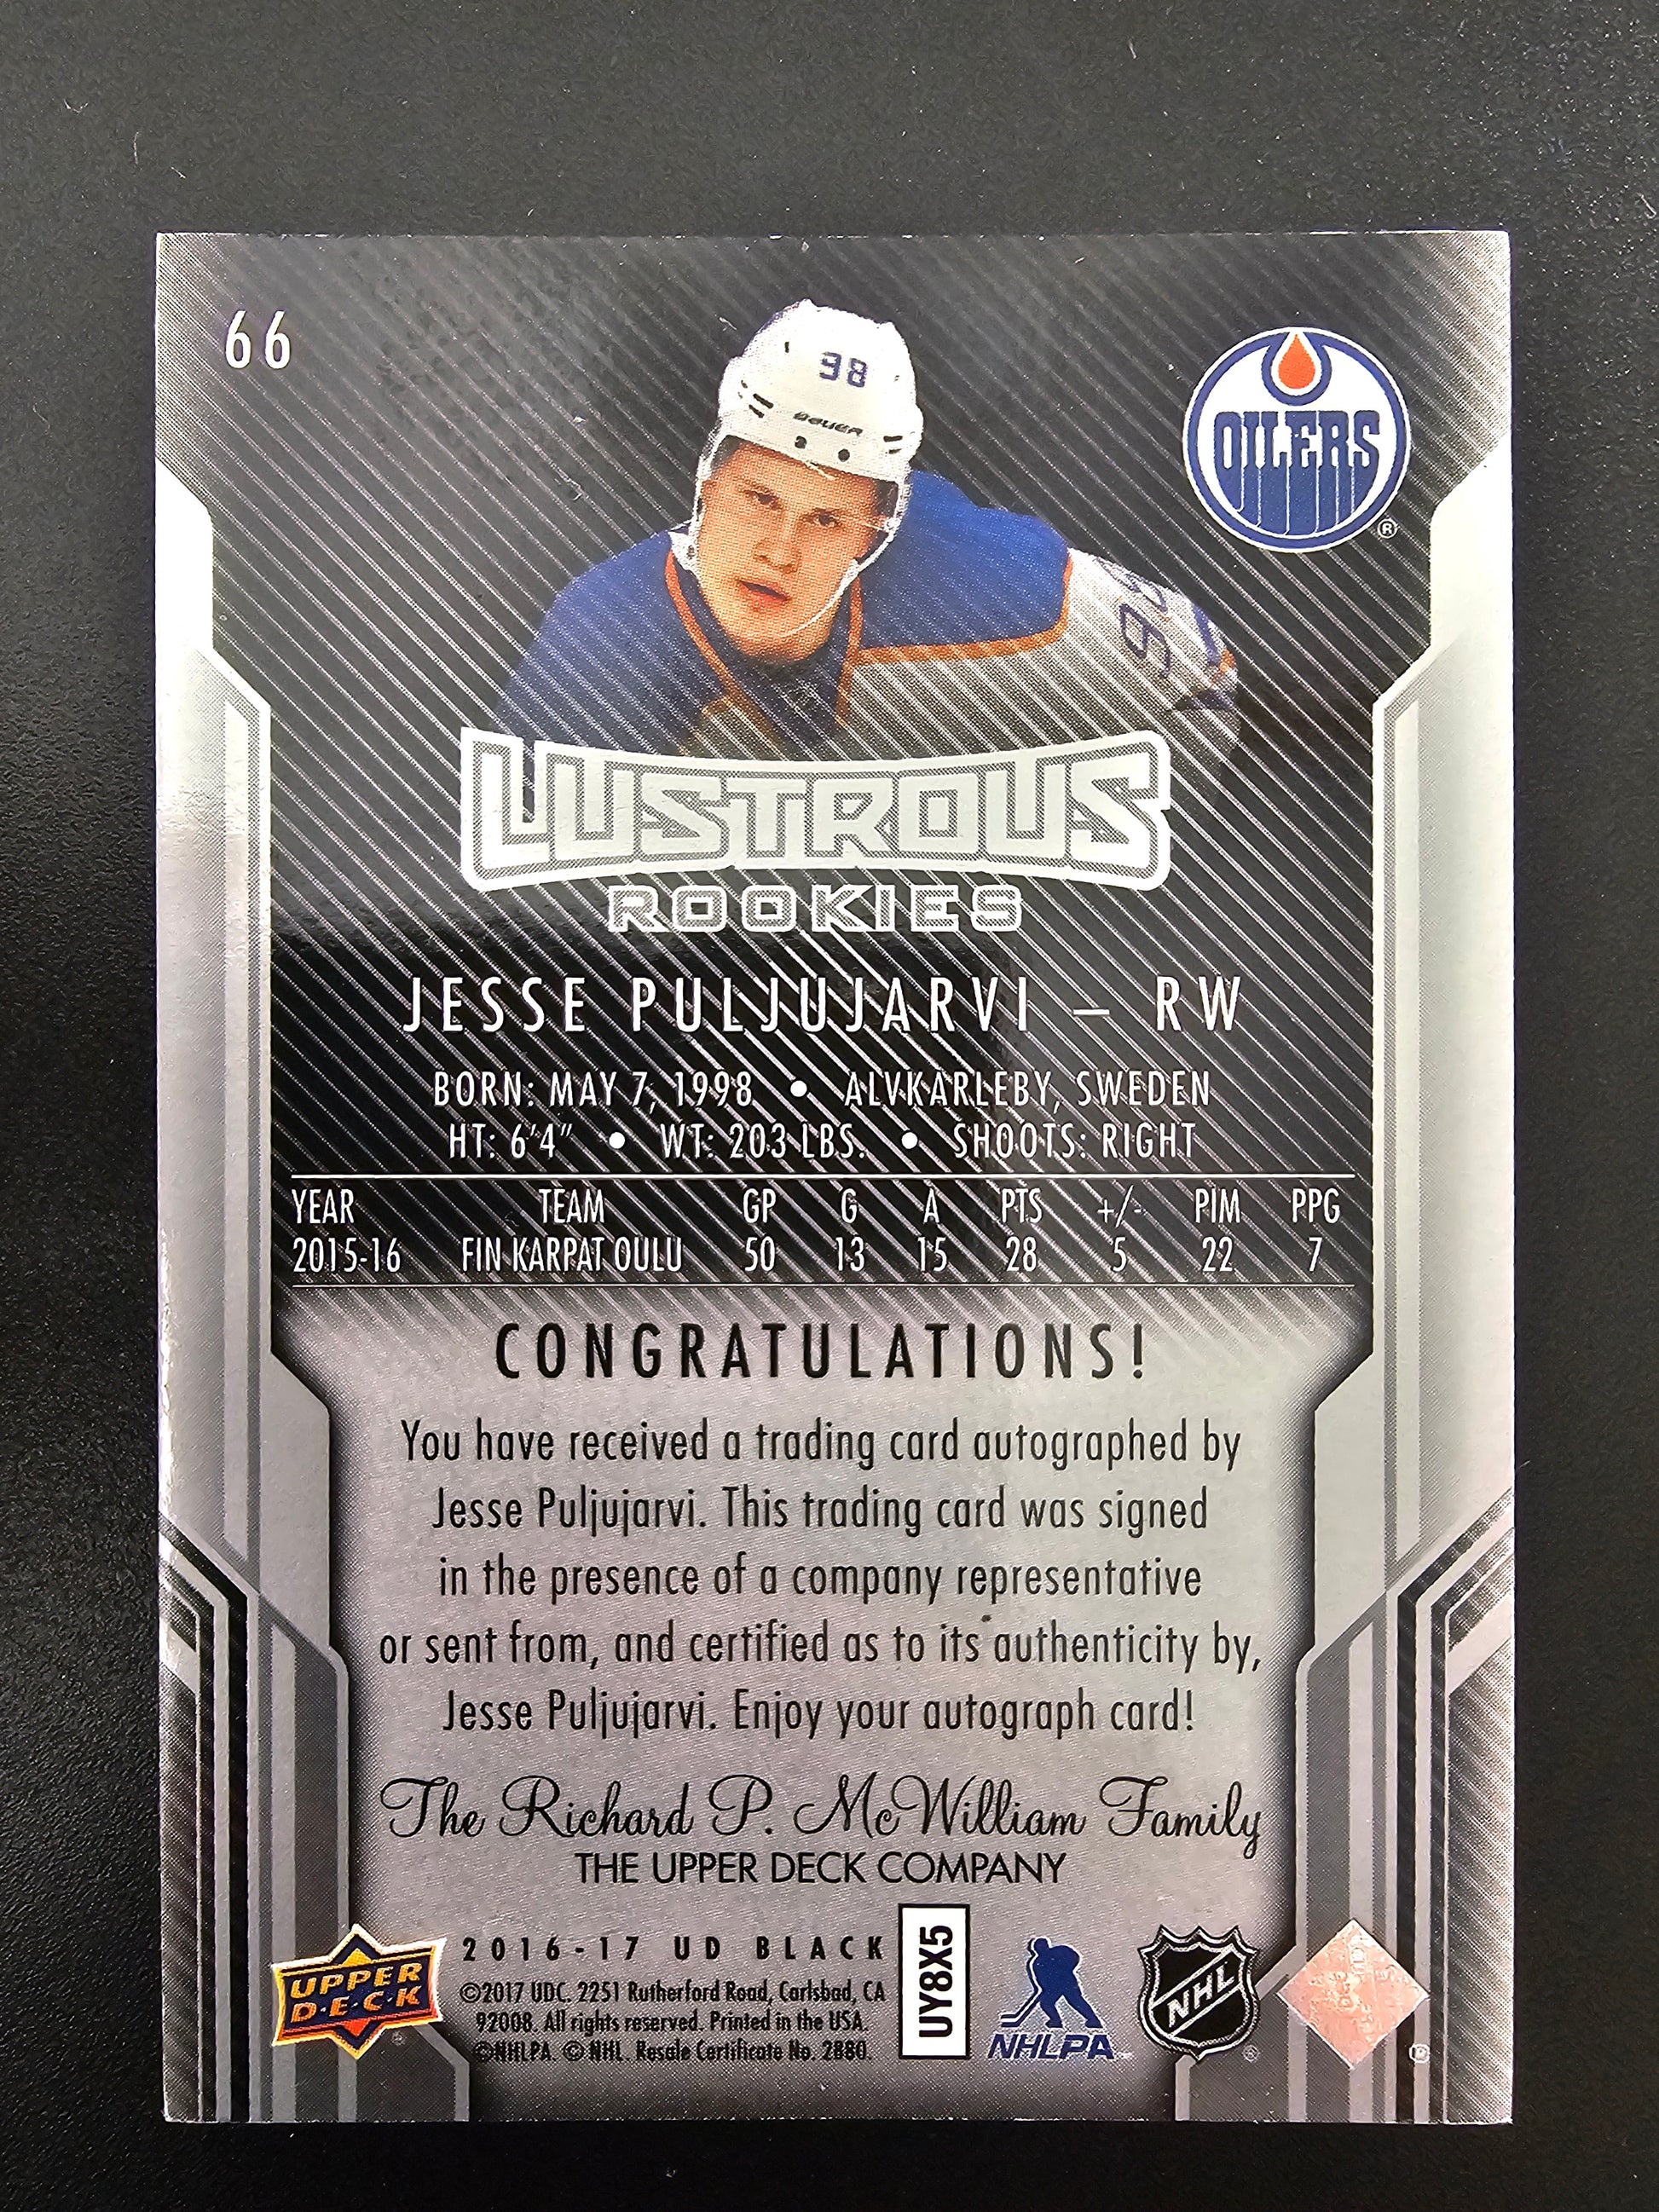 66
98
BAUER
OILERS
®
98
LUSTROUS
ROOKIES
JESSE PULJUJARVI – RW
BORN: MAY 7, 1998 • ALVKARLEBY, SWEDEN
HT: 6'4" • WT: 203 LBS. • SHOOTS: RIGHT
YEAR TEAM GP G A PTS +/- PIM PPG
2015-16 FIN KARPAT OULU 50 13 15 28 5 22 7
CONGRATULATIONS!
You have received a trading card autographed by
Jesse Puljujarvi. This trading card was signed
in the presence of a company representative
or sent from, and certified as to its authenticity by,
Jesse Puljujarvi. Enjoy your autograph card!
The Richard P. McWilliam Family
THE UPPER DECK COMPANY
UPPER
D·E·C·K
2016-17 UD BLACK
©2017 UDC. 2251 Rutherford Road, Carlsbad, CA
92008. All rights reserved. Printed in the USA.
©NHLPA. © NHL. Resale Certificate No. 2880.
UY8X5
NHLPA
NHL
®